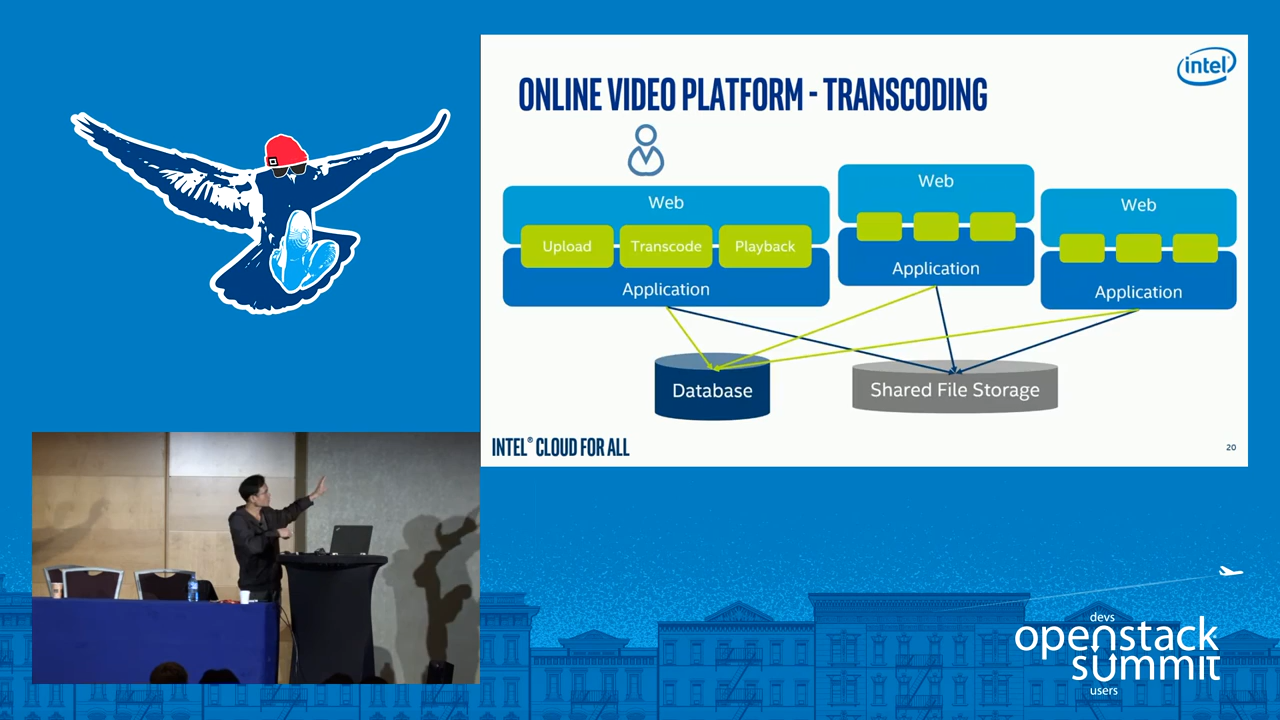 ONLINE VIDEO PLATFORM - TRANSCODING
intel
Web
Upload
Transcode
Playback
Application
Web
Application
Web
Application
Database
Shared File Storage
INTEL® CLOUD FOR ALL
20
devs
openstack
summit
users